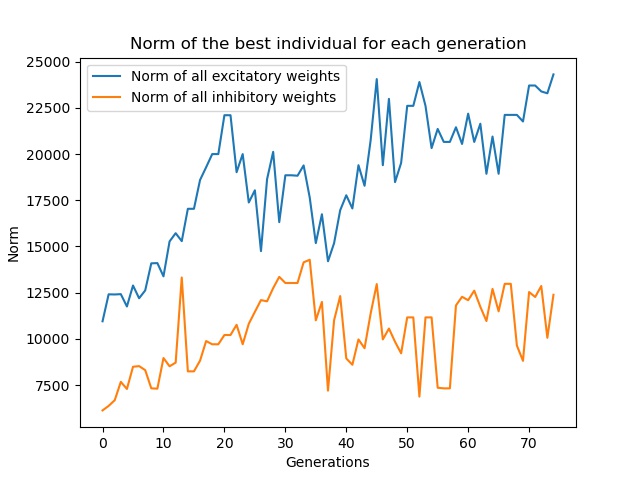 Norm of the best individual for each generation
Norm of all excitatory weights
Norm of all inhibitory weights
25000
22500
20000
17500
15000
12500
10000
7500
Norm
0 10 20 30 40 50 60 70
Generations